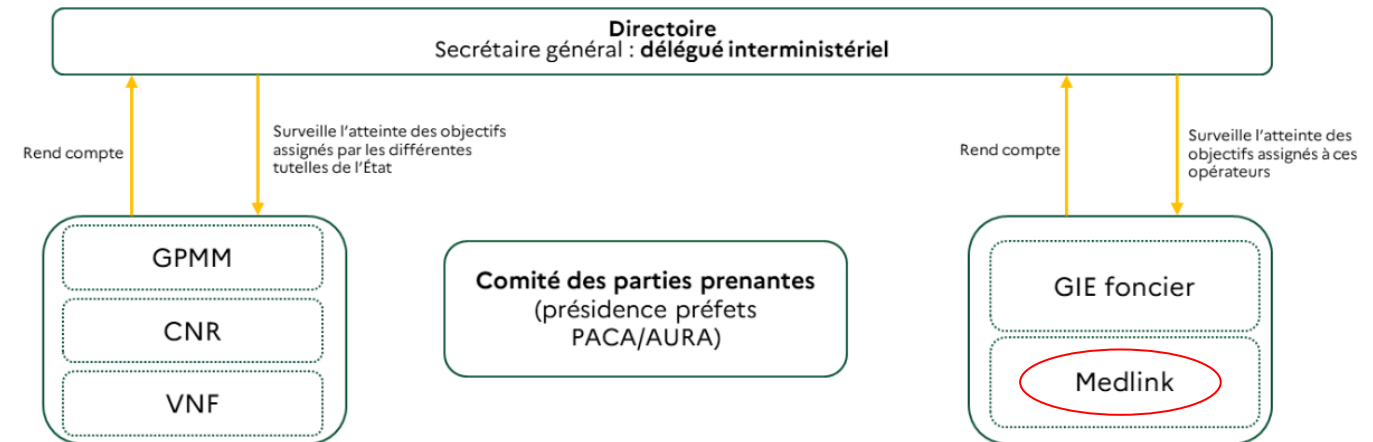 Directoire
Secrétaire général : délégué interministériel
Rend compte
Surveille l'atteinte des objectifs
assignés par les différentes
tutelles de l'État
Rend compte
Surveille l'atteinte des
objectifs assignés à ces
opérateurs
GPMM
CNR
VNF
Comité des parties prenantes
(présidence préfets
PACA/AURA)
GIE foncier
Medlink